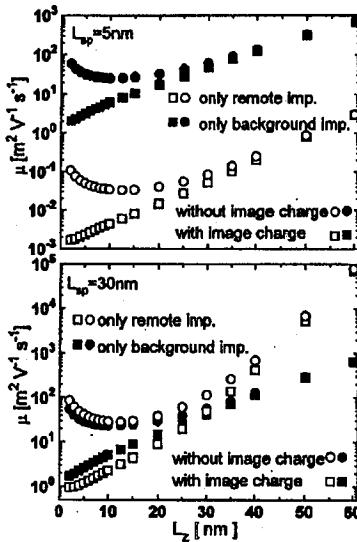 L_sp=5nm
10³
10²
10¹
10⁰
10⁻¹
10⁻²
10⁻³
μ [m² V⁻¹ s⁻¹]
□○ only remote imp.
■● only background imp.
without image charge ○●
with image charge □■
L_sp=30nm
10⁵
10⁴
10³
10²
10¹
10⁰
μ [m² V⁻¹ s⁻¹]
□○ only remote imp.
■● only background imp.
without image charge ○●
with image charge □■
0 10 20 30 40 50 60
L_z [ nm ]